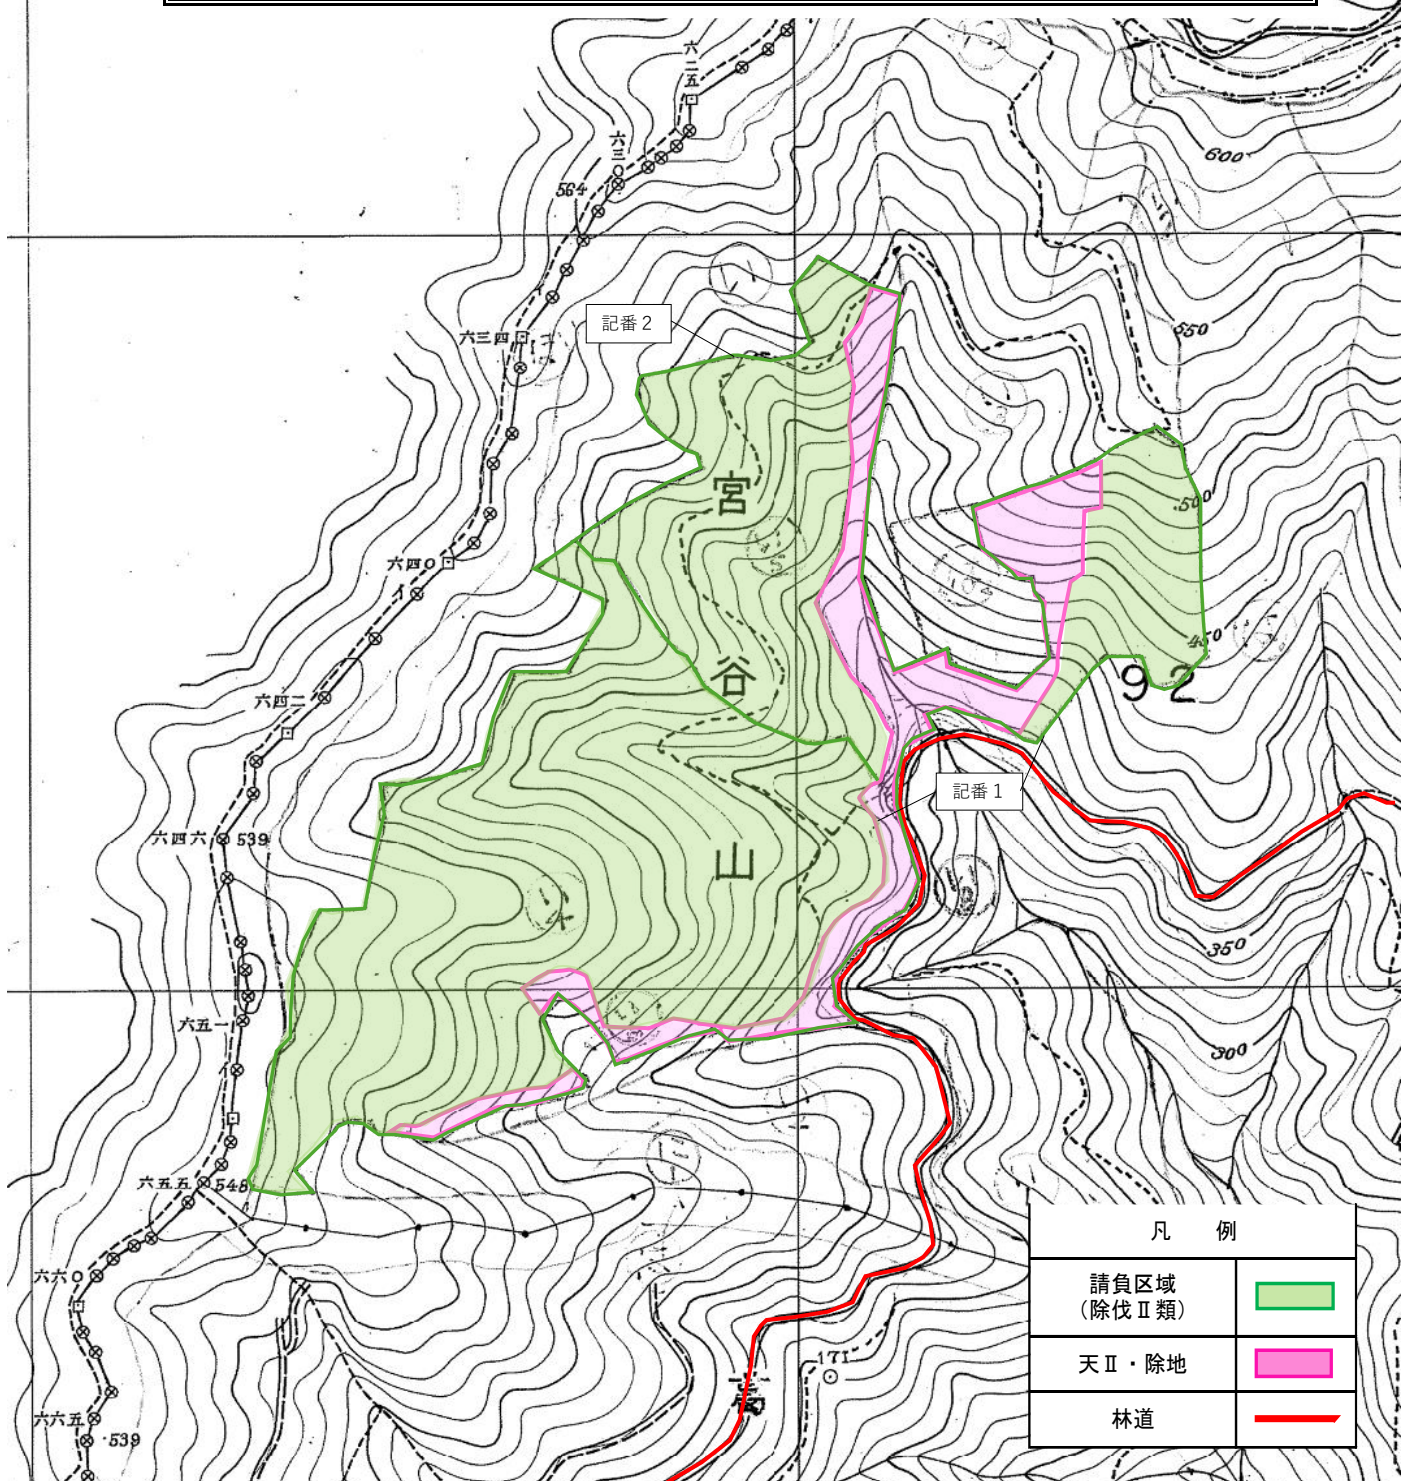 六二五
六三〇
564
600
550
記番２
六三四
宮
500
六四〇
450
92
谷
六四二
記番１
六四六
539
山
350
六五一
300
六五五
548
凡　例
六六〇
請負区域
（除伐Ⅱ類）
171
天Ⅱ・除地
六六五
林道
539